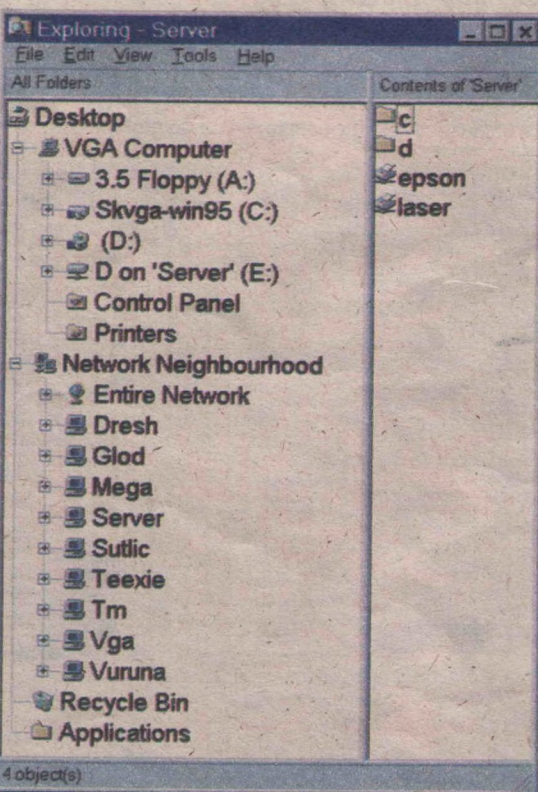 Exploring - Server
File Edit View Tools Help
All Folders
Contents of 'Server'
Desktop
VGA Computer
3.5 Floppy (A:)
Skvga-win95 (C:)
(D:)
D on 'Server' (E:)
Control Panel
Printers
Network Neighbourhood
Entire Network
Dresh
Glod
Mega
Server
Sutlic
Teexie
Tm
Vga
Vuruna
Recycle Bin
Applications
c
d
epson
laser
4 object(s)